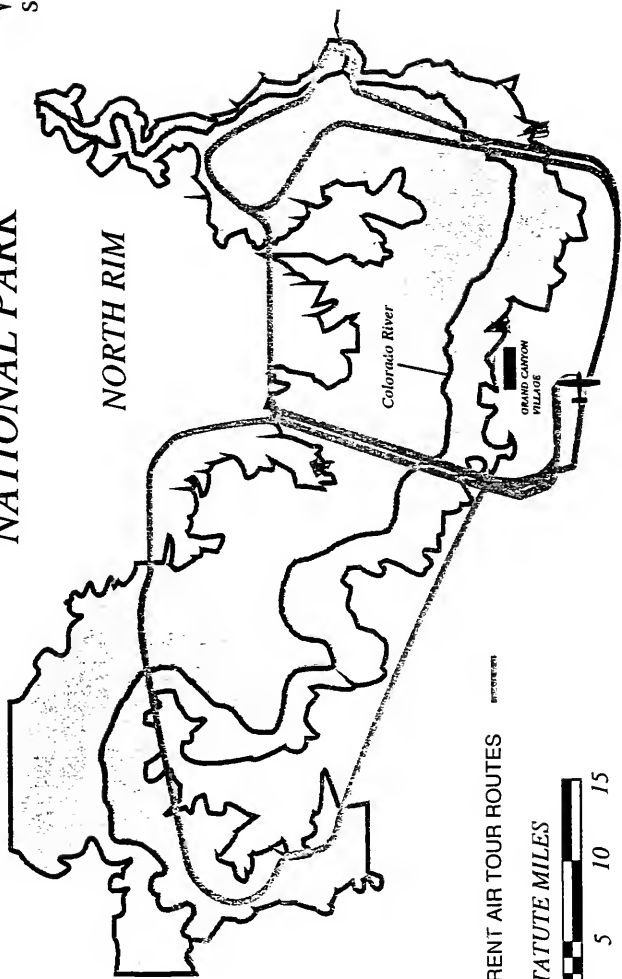 NATIONAL PARK
NORTH RIM
Colorado River
GRAND CANYON
VILLAGE
RENT AIR TOUR ROUTES
TATUTE MILES
5 10 15